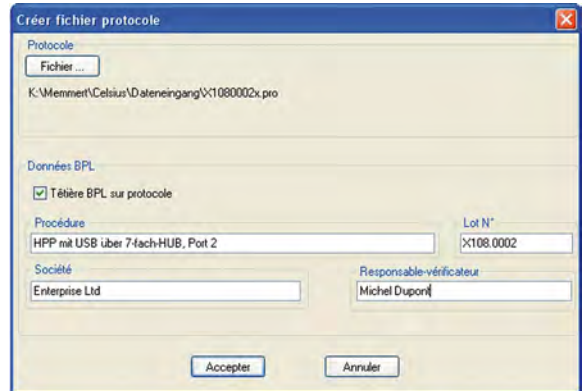 Créer fichier protocole
Protocole
Fichier ...
K:\Memmert\Celsius\Dateneingang\X1080002x.pro
Données BPL
Têtière BPL sur protocole
Procédure
Lot N°
HPP mit USB über 7-fach-HUB, Port 2
X108.0002
Société
Responsable-vérificateur
Enterprise Ltd
Michel Dupont
Accepter
Annuler